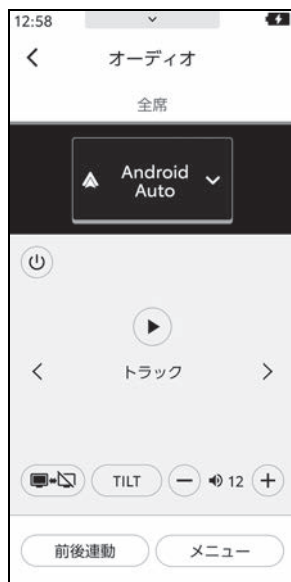 12:58
オーディオ
全席
Android
Auto
トラック
TILT
12
前後連動
メニュー